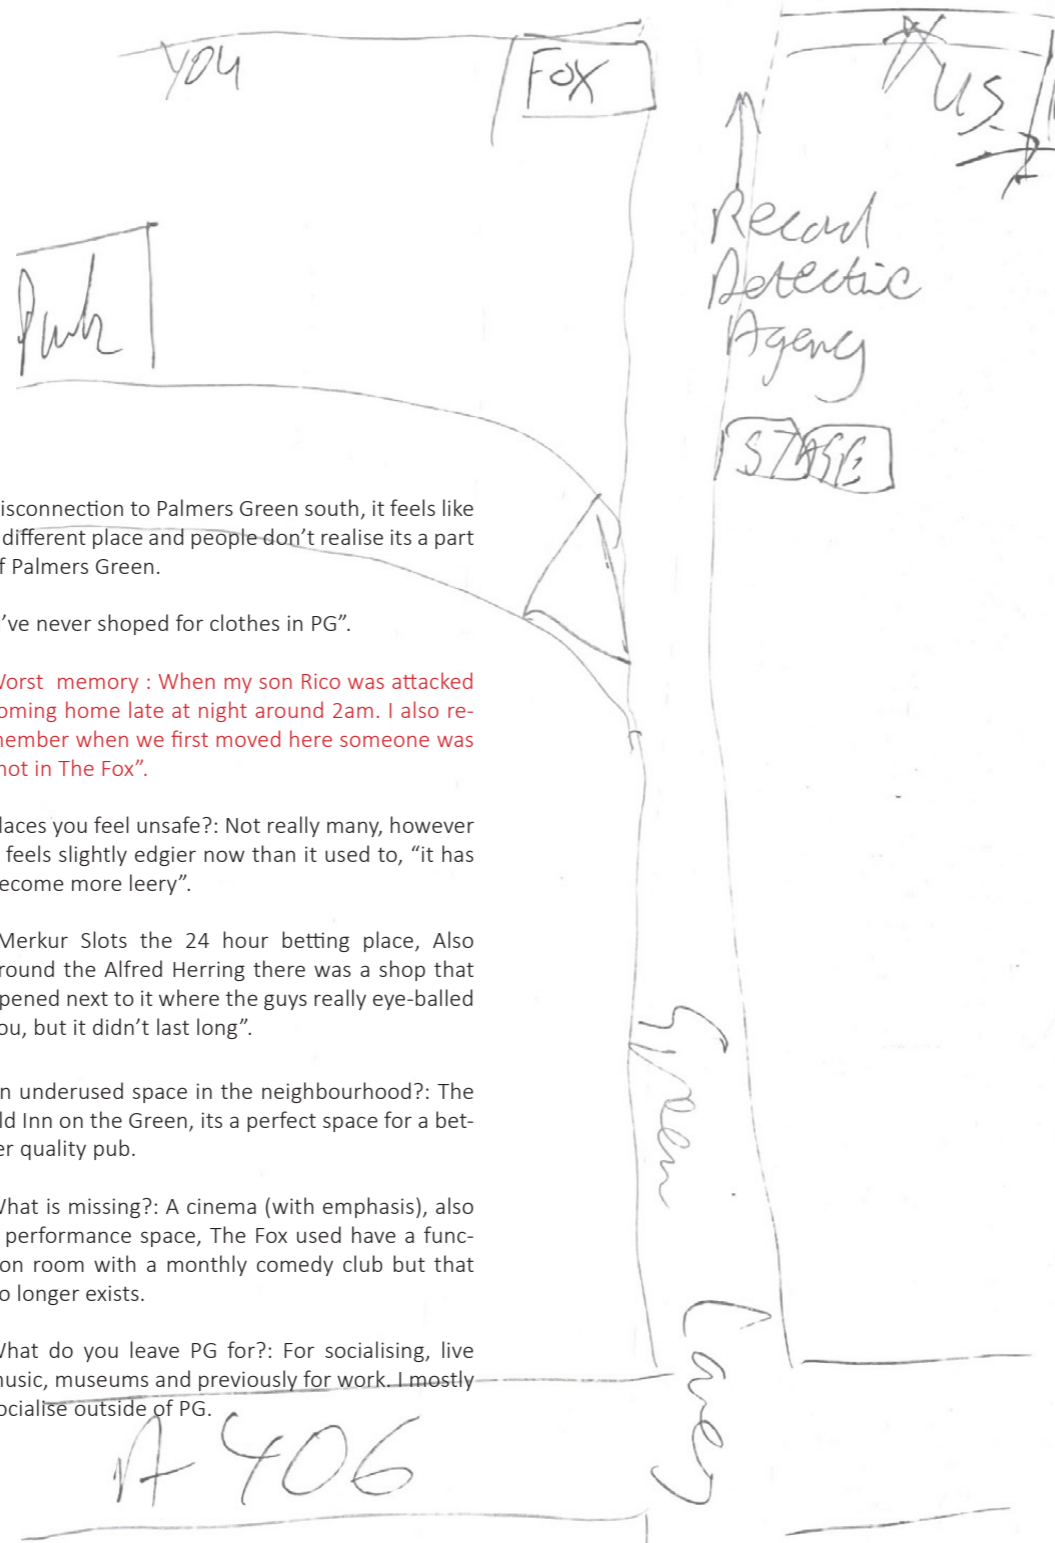 you
Fox
us
Record
Detective
Agency
Pub
STAGE
isconnection to Palmers Green south, it feels like
different place and people don’t realise its a part
f Palmers Green.
’ve never shoped for clothes in PG”.
Vorst memory : When my son Rico was attacked
oming home late at night around 2am. I also re-
nember when we first moved here someone was
not in The Fox”.
laces you feel unsafe?: Not really many, however
feels slightly edgier now than it used to, “it has
ecome more leery”.
Merkur Slots the 24 hour betting place, Also
round the Alfred Herring there was a shop that
pened next to it where the guys really eye-balled
ou, but it didn’t last long”.
n underused space in the neighbourhood?: The
ld Inn on the Green, its a perfect space for a bet-
er quality pub.
Vhat is missing?: A cinema (with emphasis), also
performance space, The Fox used have a func-
on room with a monthly comedy club but that
o longer exists.
Vhat do you leave PG for?: For socialising, live
nusic, museums and previously for work. I mostly
ocialise outside of PG.
Green Lanes
A406